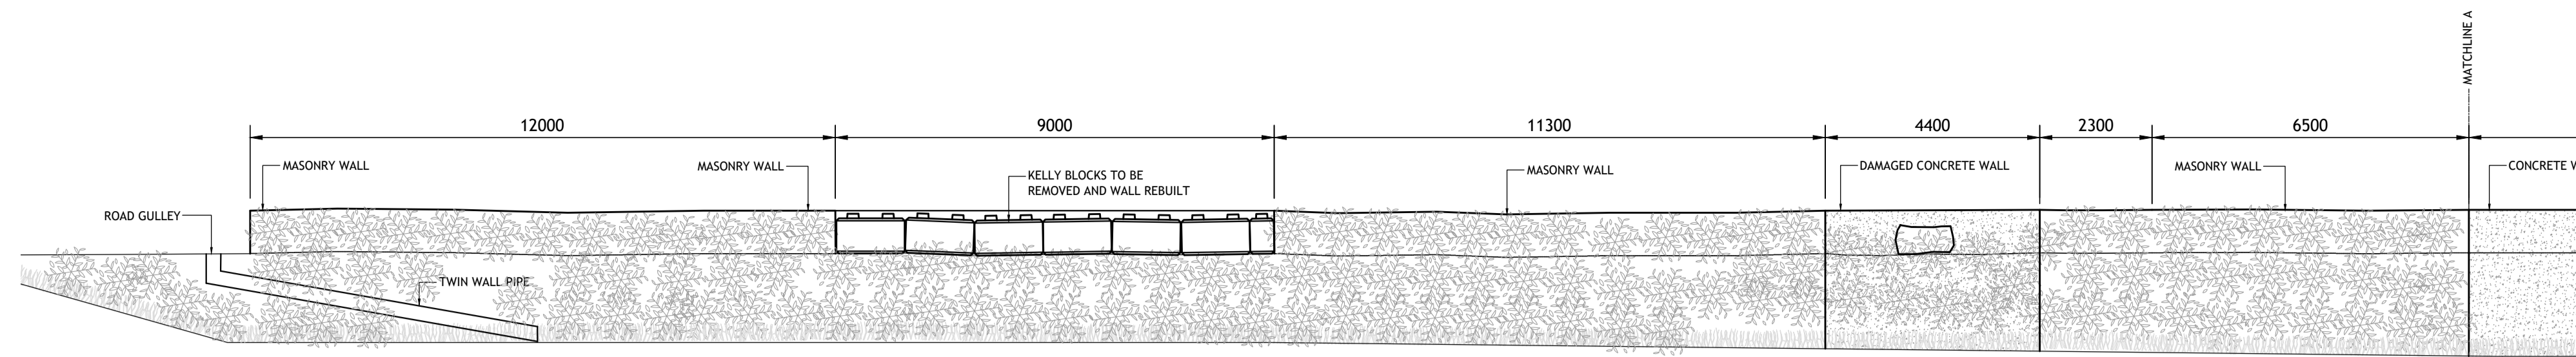 MATCHLINE A
12000
9000
11300
4400
2300
6500
MASONRY WALL
MASONRY WALL
KELLY BLOCKS TO BE
REMOVED AND WALL REBUILT
MASONRY WALL
DAMAGED CONCRETE WALL
MASONRY WALL
CONCRETE W
ROAD GULLEY
TWIN WALL PIPE